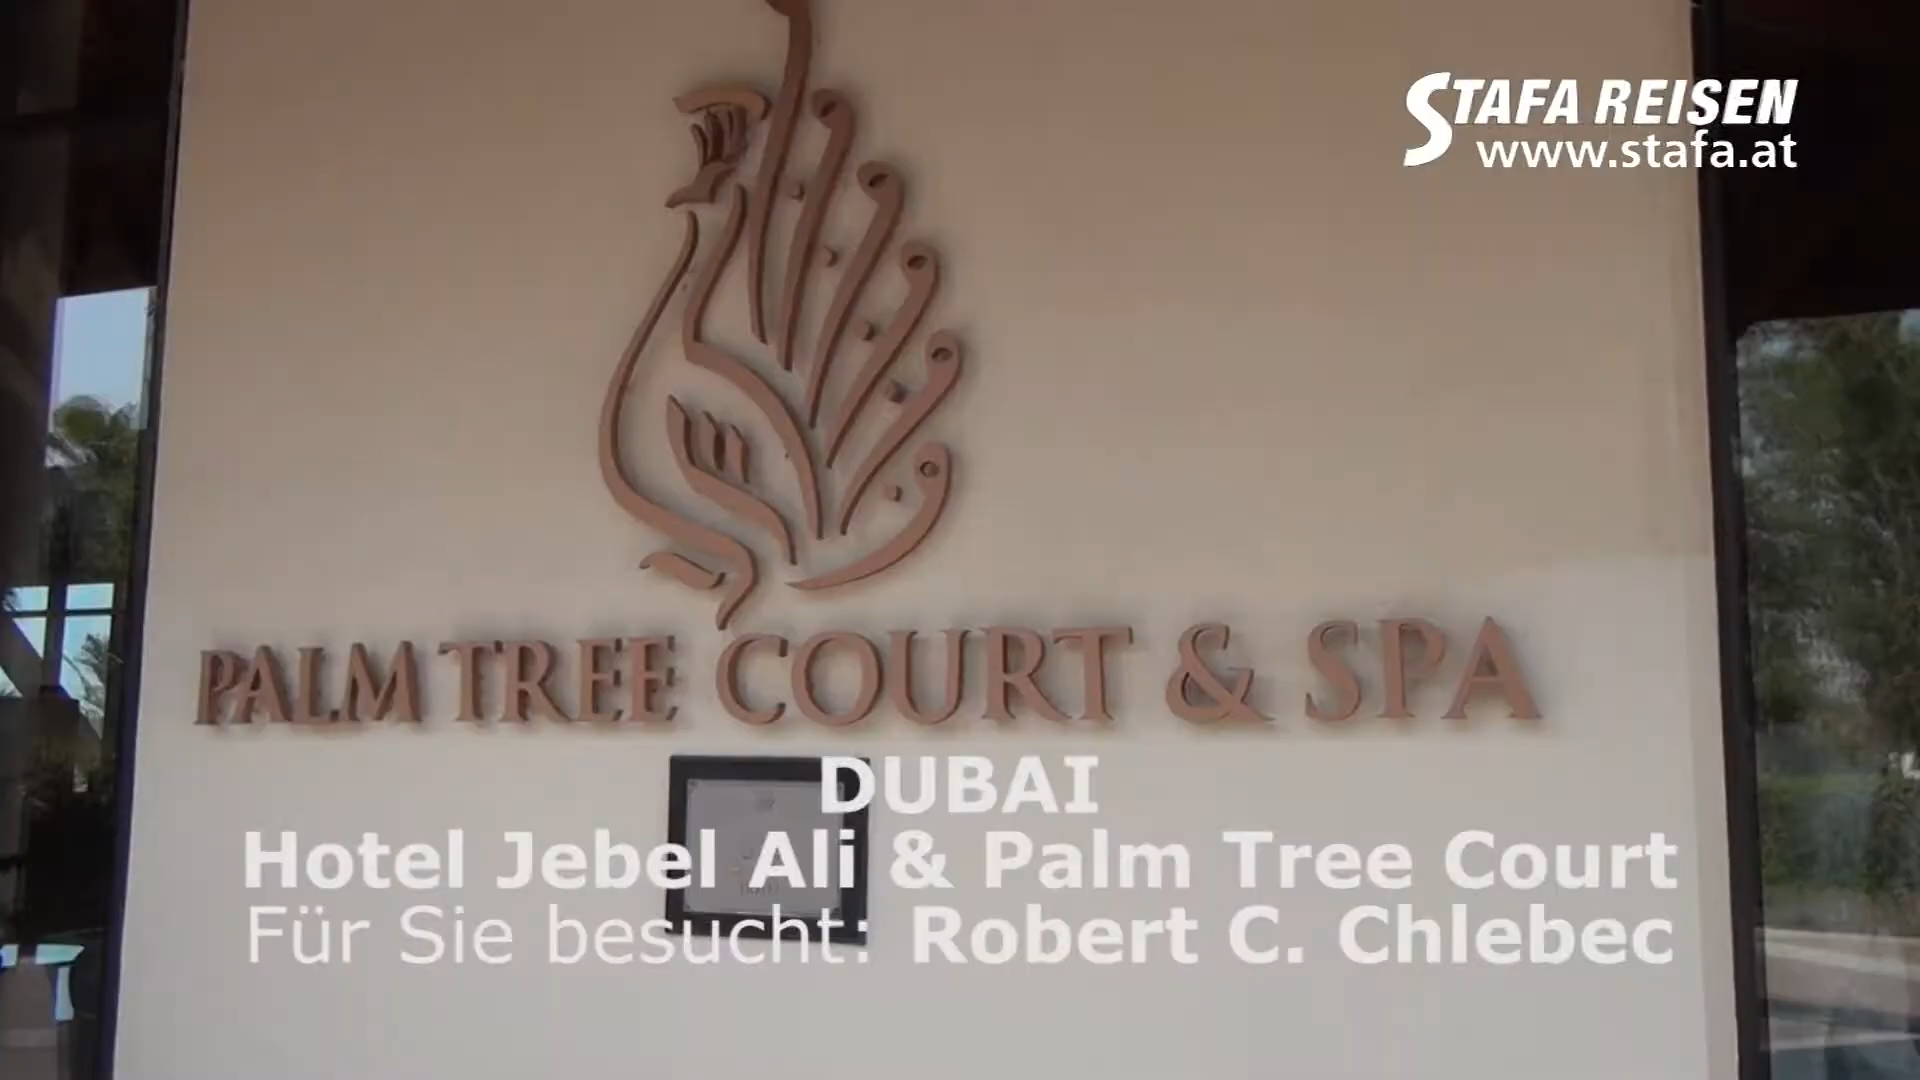 STAFA REISEN
www.stafa.at
PALM TREE COURT & SPA
DUBAI
Hotel Jebel Ali & Palm Tree Court
Für Sie besucht: Robert C. Chlebec